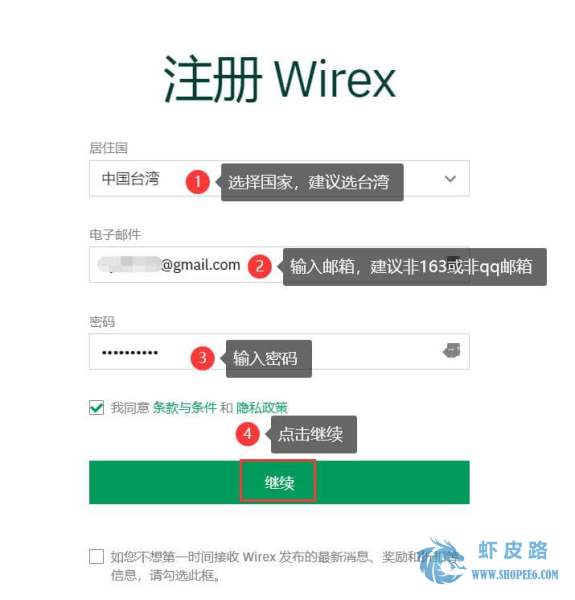 注册 Wirex
居住国
中国台湾
1 选择国家，建议选台湾
电子邮件
@gmail.com 2 输入邮箱，建议非163或非qq邮箱
密码
•••••••••• 3 输入密码
我同意 条款与条件 和 隐私政策
4 点击继续
继续
如您不想第一时间接收 Wirex 发布的最新消息、奖励和折扣等
信息，请勾选此框。
虾皮路
WWW.SHOPEE6.COM